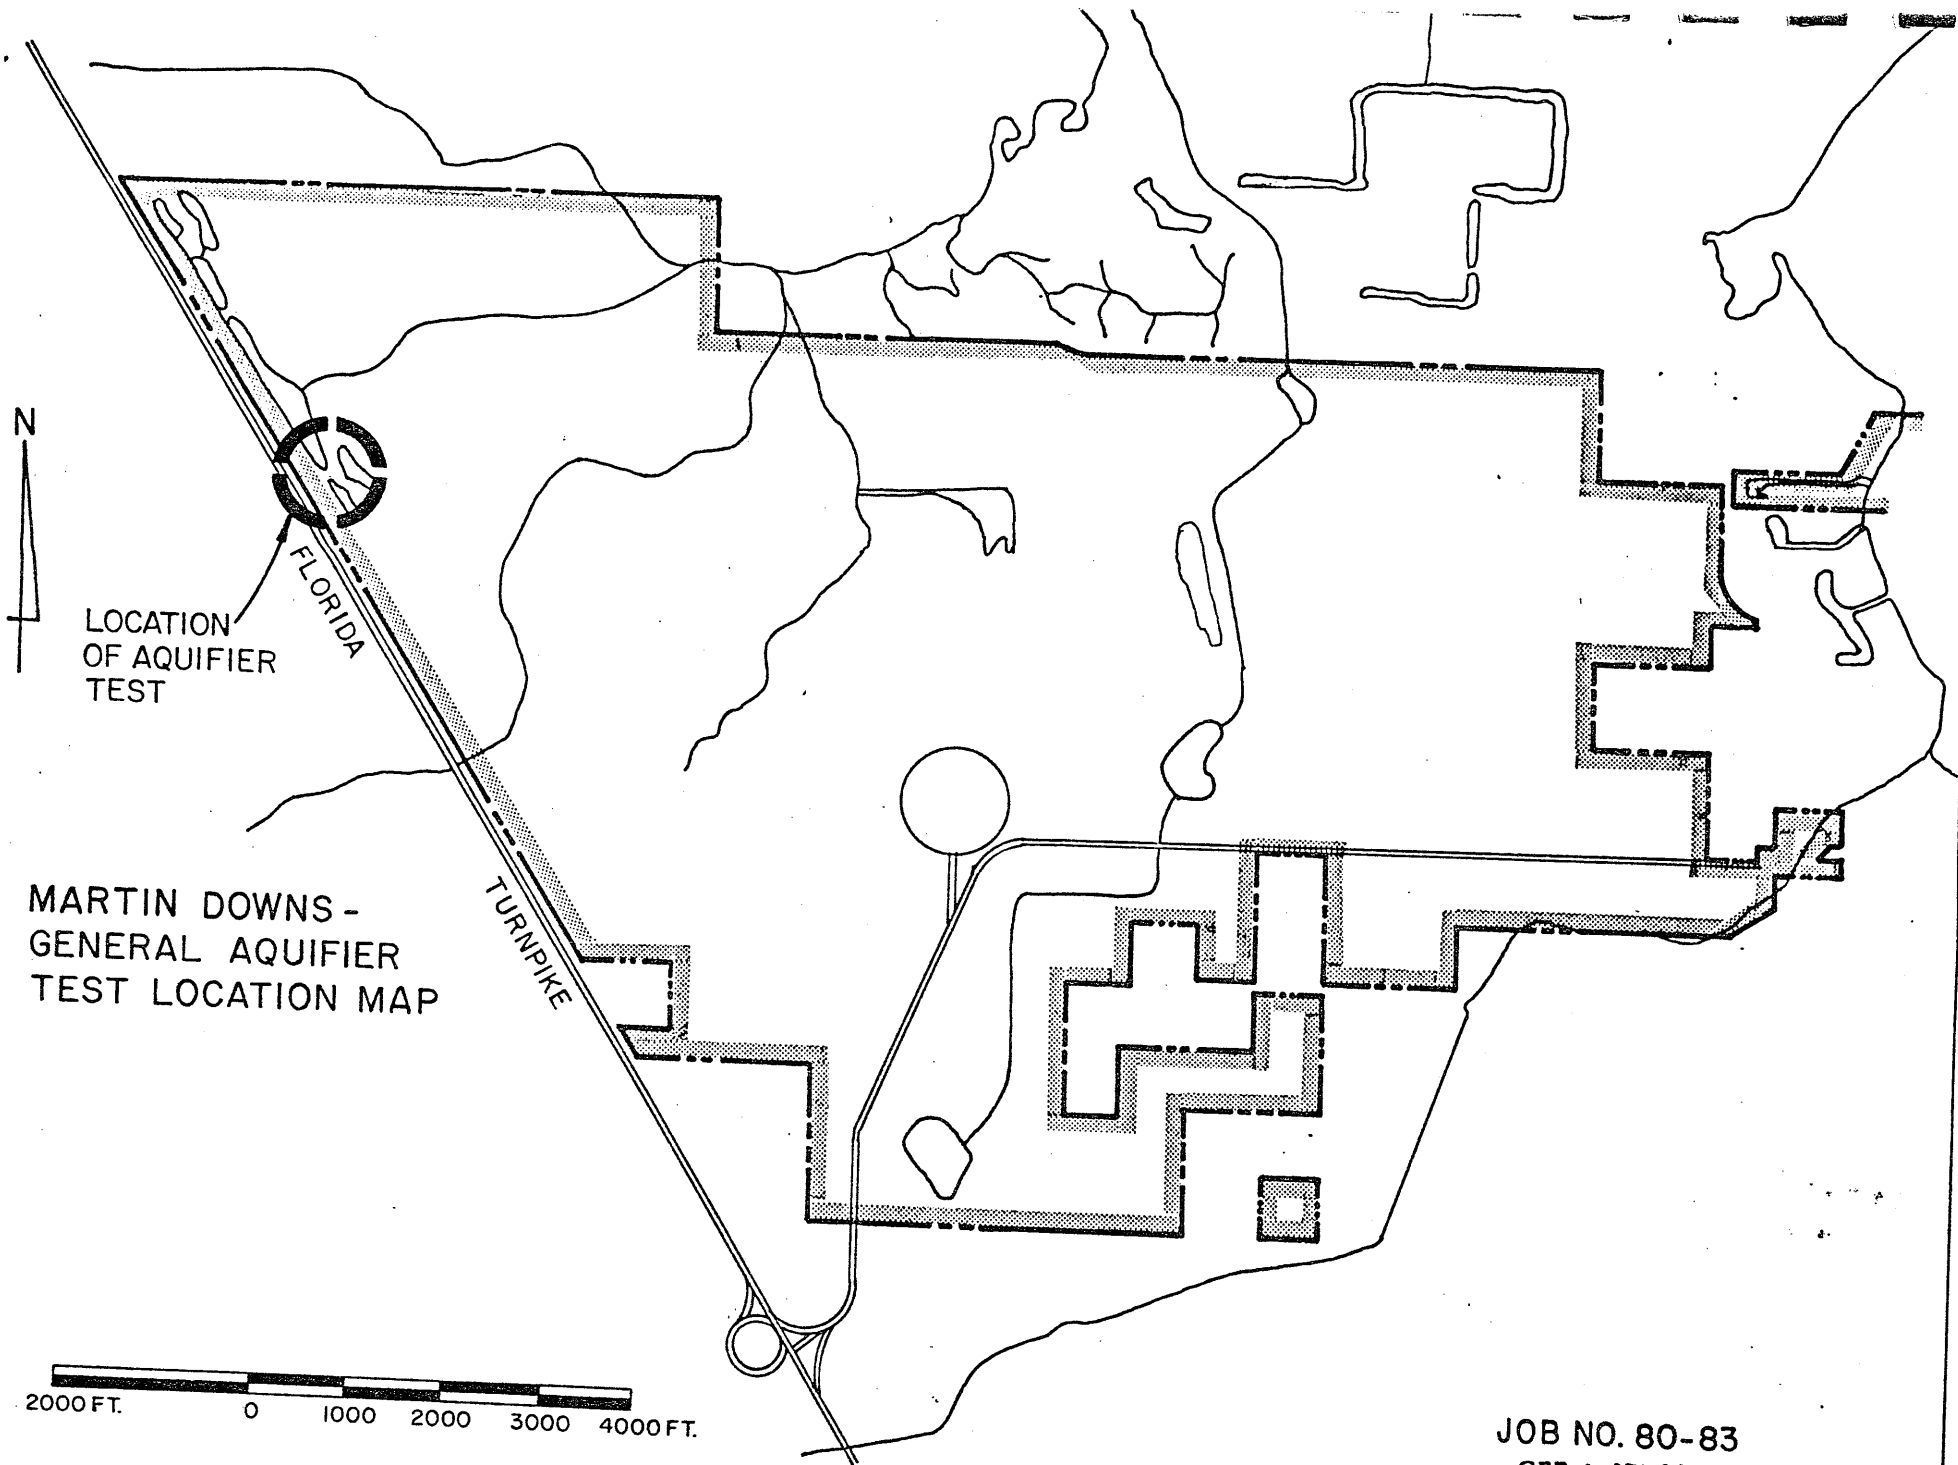 N
LOCATION
OF AQUIFIER
TEST
FLORIDA
TURNPIKE
MARTIN DOWNS -
GENERAL AQUIFIER
TEST LOCATION MAP
2000 FT. 0 1000 2000 3000 4000 FT.
JOB NO. 80-83